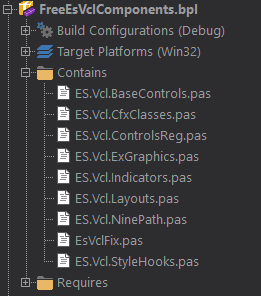 FreeEsVclComponents.bpl
Build Configurations (Debug)
Target Platforms (Win32)
Contains
ES.Vcl.BaseControls.pas
ES.Vcl.CfxClasses.pas
ES.Vcl.ControlsReg.pas
ES.Vcl.ExGraphics.pas
ES.Vcl.Indicators.pas
ES.Vcl.Layouts.pas
ES.Vcl.NinePath.pas
EsVclFix.pas
ES.Vcl.StyleHooks.pas
Requires